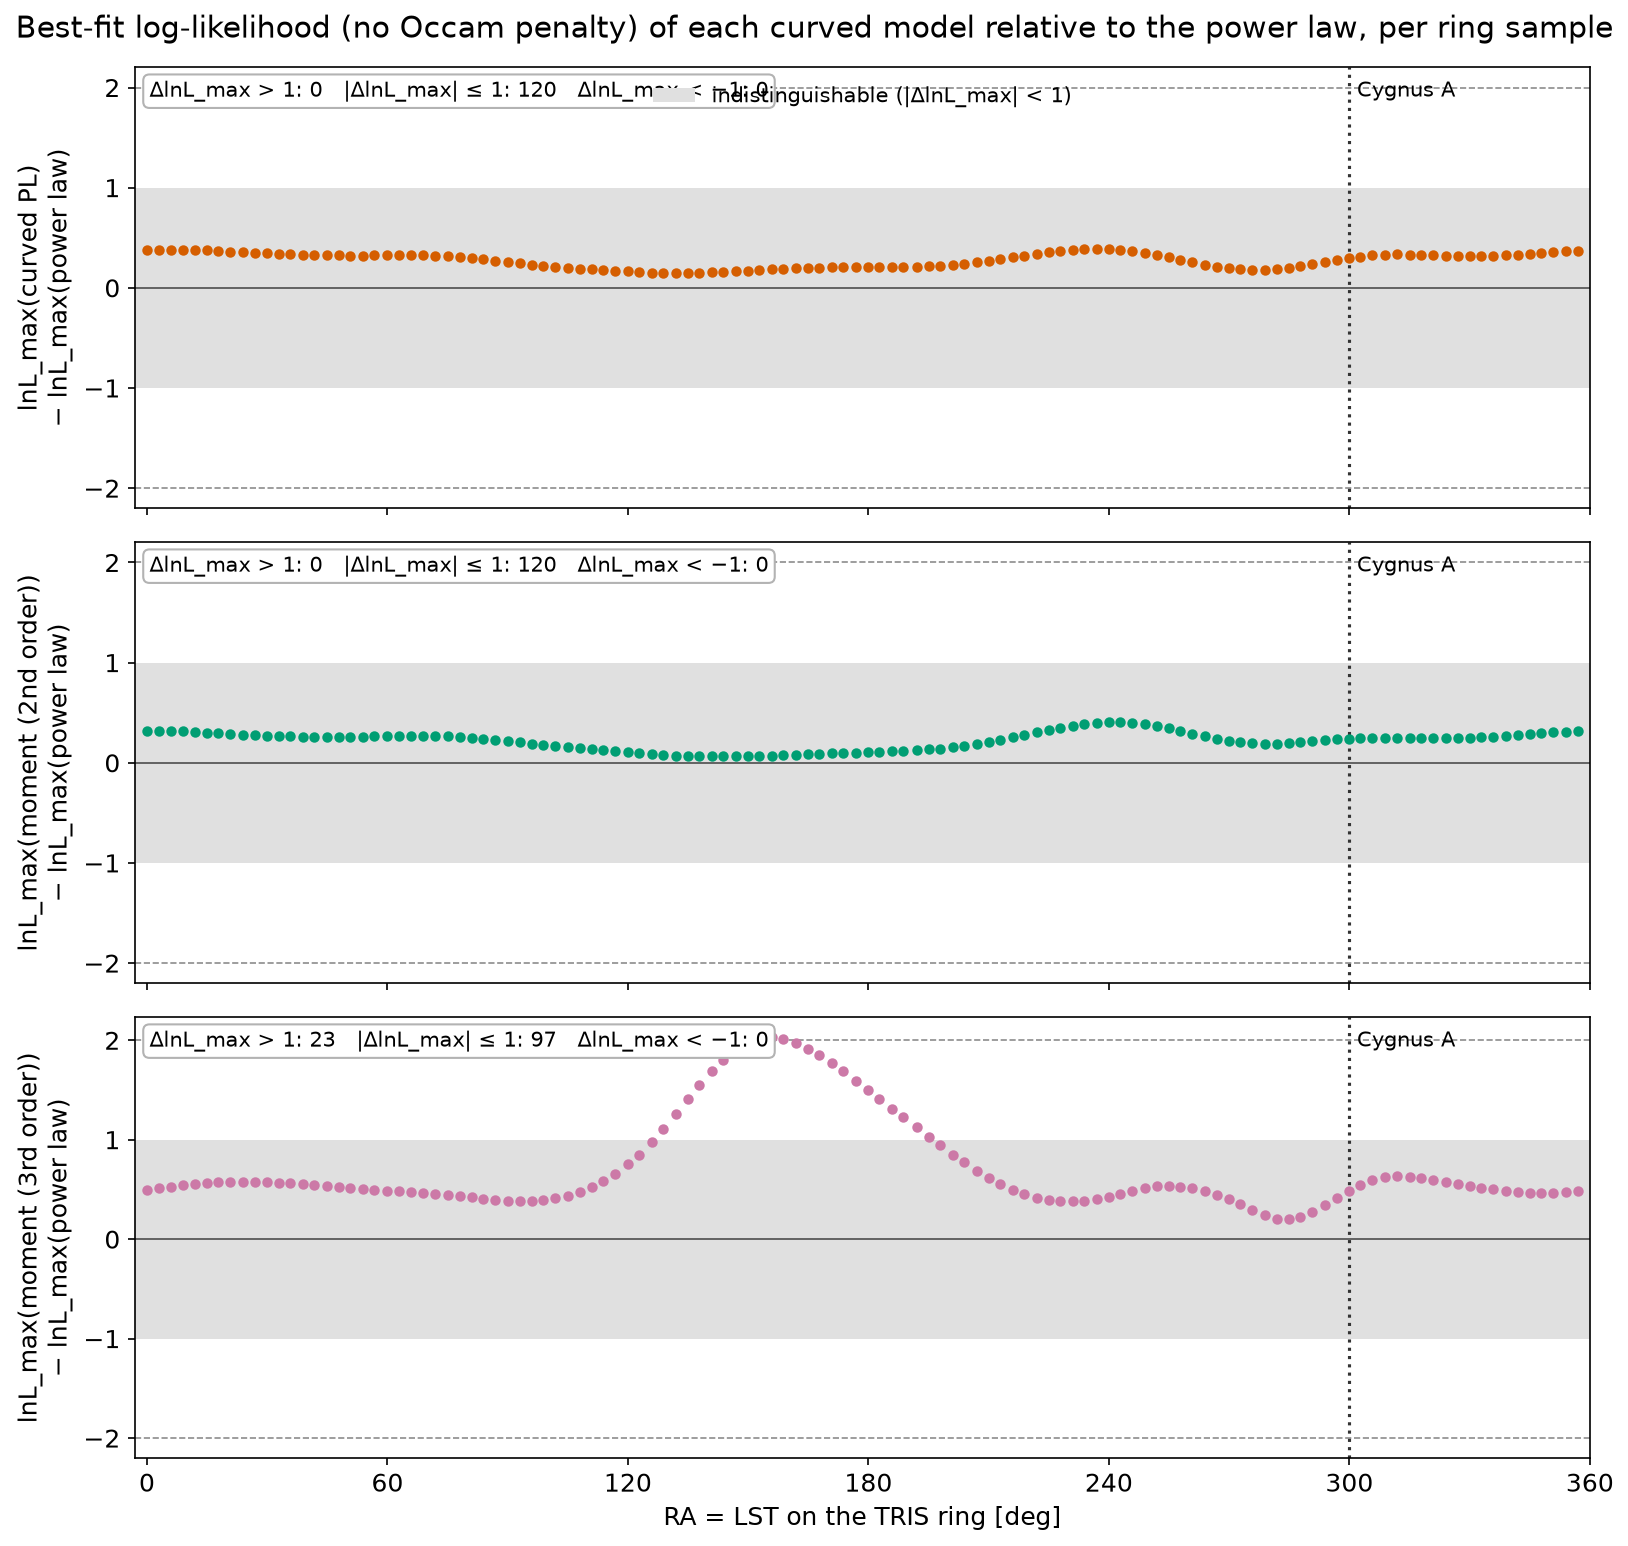 Best-fit log-likelihood (no Occam penalty) of each curved model relative to the power law, per ring sample
lnL_max(curved PL)
− lnL_max(power law)
2
1
0
−1
−2
ΔlnL_max > 1: 0 |ΔlnL_max| ≤ 1: 120 ΔlnL_max < −1: 0
Indistinguishable (|ΔlnL_max| < 1)
Cygnus A
lnL_max(moment (2nd order))
− lnL_max(power law)
2
1
0
−1
−2
ΔlnL_max > 1: 0 |ΔlnL_max| ≤ 1: 120 ΔlnL_max < −1: 0
Cygnus A
lnL_max(moment (3rd order))
− lnL_max(power law)
2
1
0
−1
−2
ΔlnL_max > 1: 23 |ΔlnL_max| ≤ 1: 97 ΔlnL_max < −1: 0
Cygnus A
0 60 120 180 240 300 360
RA = LST on the TRIS ring [deg]